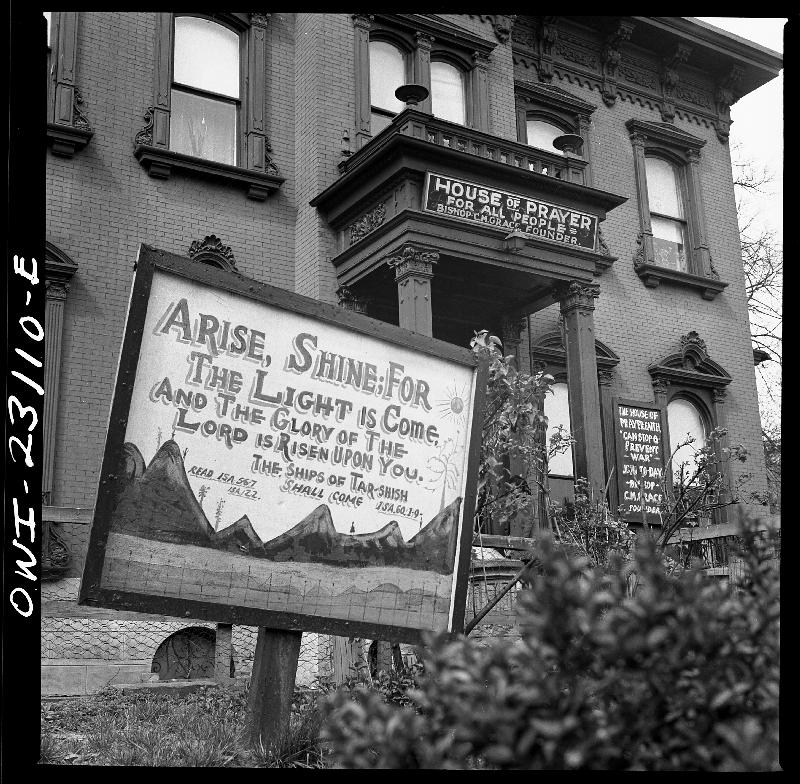 OWI-23110-E
HOUSE OF PRAYER
FOR ALL PEOPLE =
BISHOP C.M. GRACE FOUNDER.
ARISE, SHINE; FOR
THE LIGHT IS COME,
AND THE GLORY OF THE
LORD IS RISEN UPON YOU.
THE SHIPS OF TAR-SHISH
SHALL COME
ISA.60.1-9-
READ ISA.
THE HOUSE OF
CAN STOP &
PREVENT
WAR"
JOIN TO-DAY
C.M. GRACE
FOUNDER